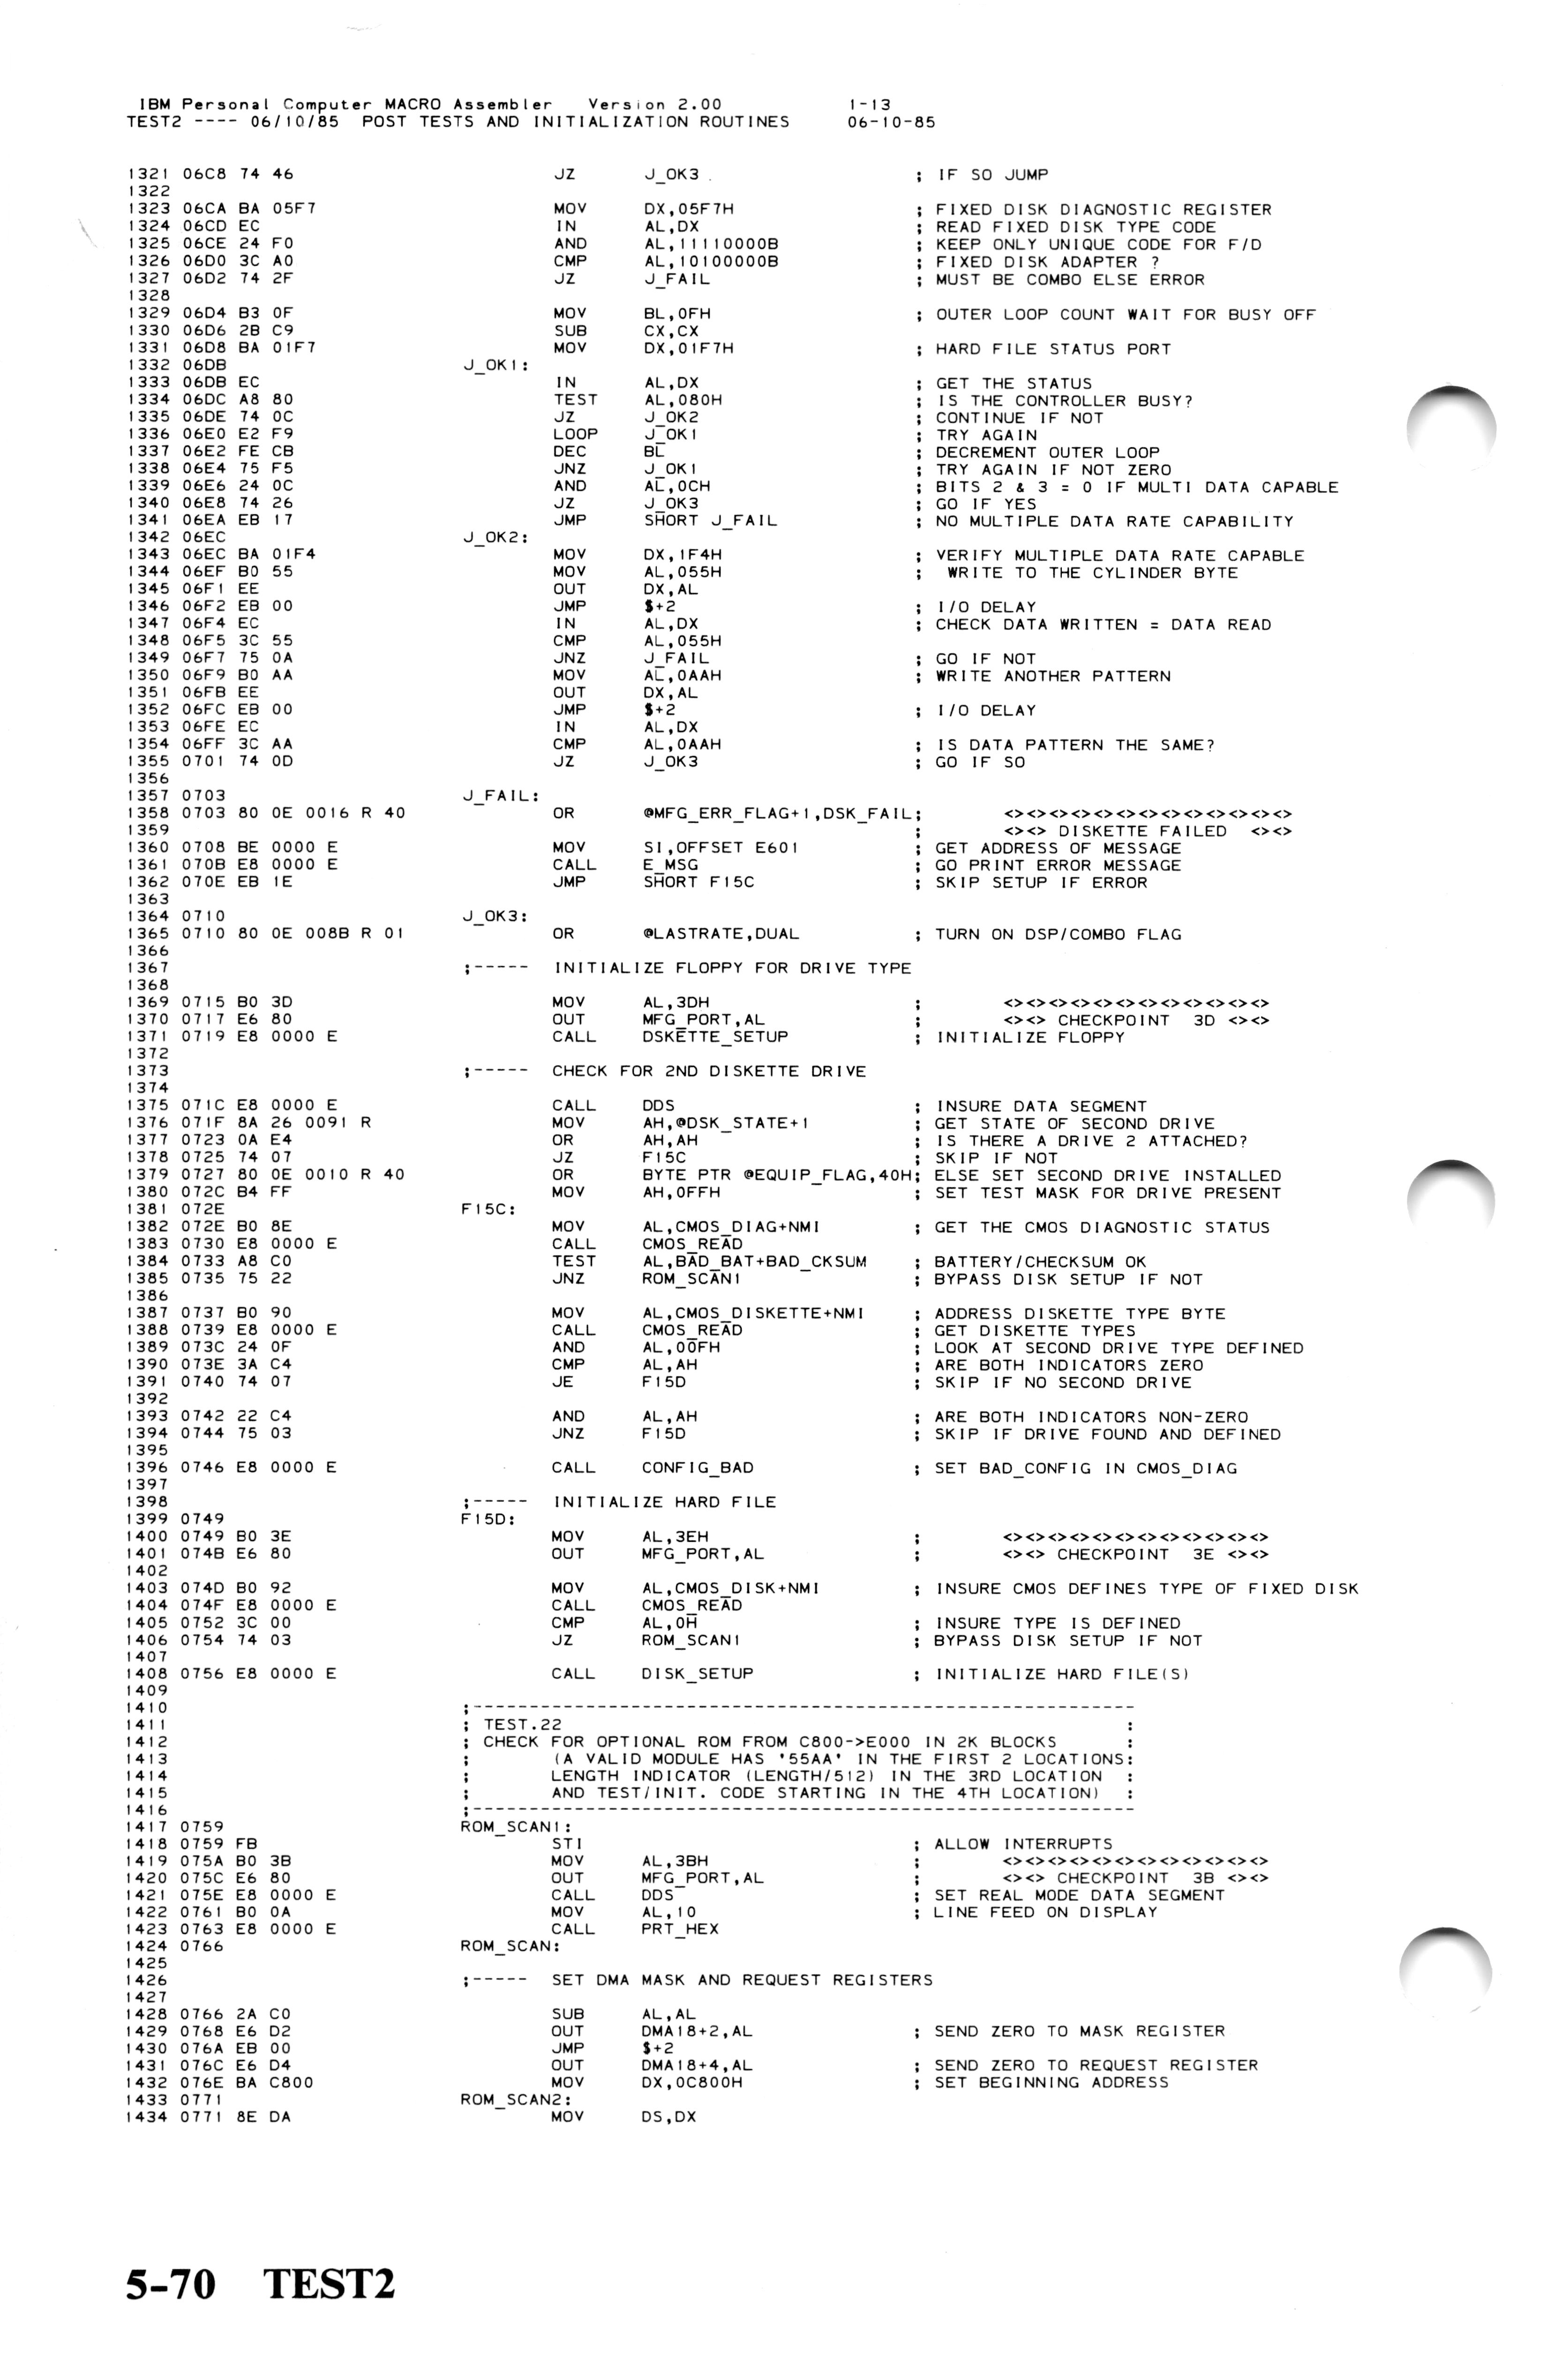 IBM Personal Computer MACRO Assembler   Version 2.00              1-13
TEST2 ---- 06/10/85  POST TESTS AND INITIALIZATION ROUTINES       06-10-85
1321 06C8 74 46 JZ J_OK3 ; IF SO JUMP
1322
1323 06CA BA 05F7 MOV DX,05F7H ; FIXED DISK DIAGNOSTIC REGISTER
1324 06CD EC IN AL,DX ; READ FIXED DISK TYPE CODE
1325 06CE 24 F0 AND AL,11110000B ; KEEP ONLY UNIQUE CODE FOR F/D
1326 06D0 3C A0 CMP AL,10100000B ; FIXED DISK ADAPTER ?
1327 06D2 74 2F JZ J_FAIL ; MUST BE COMBO ELSE ERROR
1328
1329 06D4 B3 0F MOV BL,0FH ; OUTER LOOP COUNT WAIT FOR BUSY OFF
1330 06D6 2B C9 SUB CX,CX
1331 06D8 BA 01F7 MOV DX,01F7H ; HARD FILE STATUS PORT
1332 06DB J_OK1:
1333 06DB EC IN AL,DX ; GET THE STATUS
1334 06DC A8 80 TEST AL,080H ; IS THE CONTROLLER BUSY?
1335 06DE 74 0C JZ J_OK2 ; CONTINUE IF NOT
1336 06E0 E2 F9 LOOP J_OK1 ; TRY AGAIN
1337 06E2 FE CB DEC BL ; DECREMENT OUTER LOOP
1338 06E4 75 F5 JNZ J_OK1 ; TRY AGAIN IF NOT ZERO
1339 06E6 24 0C AND AL,0CH ; BITS 2 & 3 = 0 IF MULTI DATA CAPABLE
1340 06E8 74 26 JZ J_OK3 ; GO IF YES
1341 06EA EB 17 JMP SHORT J_FAIL ; NO MULTIPLE DATA RATE CAPABILITY
1342 06EC J_OK2:
1343 06EC BA 01F4 MOV DX,1F4H ; VERIFY MULTIPLE DATA RATE CAPABLE
1344 06EF B0 55 MOV AL,055H ; WRITE TO THE CYLINDER BYTE
1345 06F1 EE OUT DX,AL
1346 06F2 EB 00 JMP $+2 ; I/O DELAY
1347 06F4 EC IN AL,DX ; CHECK DATA WRITTEN = DATA READ
1348 06F5 3C 55 CMP AL,055H
1349 06F7 75 0A JNZ J_FAIL ; GO IF NOT
1350 06F9 B0 AA MOV AL,0AAH ; WRITE ANOTHER PATTERN
1351 06FB EE OUT DX,AL
1352 06FC EB 00 JMP $+2 ; I/O DELAY
1353 06FE EC IN AL,DX
1354 06FF 3C AA CMP AL,0AAH ; IS DATA PATTERN THE SAME?
1355 0701 74 0D JZ J_OK3 ; GO IF SO
1356
1357 0703 J_FAIL:
1358 0703 80 0E 0016 R 40 OR @MFG_ERR_FLAG+1,DSK_FAIL; <><><><><><><><><><><><><>
1359 ; <><> DISKETTE FAILED <><>
1360 0708 BE 0000 E MOV SI,OFFSET E601 ; GET ADDRESS OF MESSAGE
1361 070B E8 0000 E CALL E_MSG ; GO PRINT ERROR MESSAGE
1362 070E EB 1E JMP SHORT F15C ; SKIP SETUP IF ERROR
1363
1364 0710 J_OK3:
1365 0710 80 0E 008B R 01 OR @LASTRATE,DUAL ; TURN ON DSP/COMBO FLAG
1366
1367 ;----- INITIALIZE FLOPPY FOR DRIVE TYPE
1368
1369 0715 B0 3D MOV AL,3DH ; <><><><><><><><><><><><>
1370 0717 E6 80 OUT MFG_PORT,AL ; <><> CHECKPOINT 3D <><>
1371 0719 E8 0000 E CALL DSKETTE_SETUP ; INITIALIZE FLOPPY
1372
1373 ;----- CHECK FOR 2ND DISKETTE DRIVE
1374
1375 071C E8 0000 E CALL DDS ; INSURE DATA SEGMENT
1376 071F 8A 26 0091 R MOV AH,@DSK_STATE+1 ; GET STATE OF SECOND DRIVE
1377 0723 0A E4 OR AH,AH ; IS THERE A DRIVE 2 ATTACHED?
1378 0725 74 07 JZ F15C ; SKIP IF NOT
1379 0727 80 0E 0010 R 40 OR BYTE PTR @EQUIP_FLAG,40H; ELSE SET SECOND DRIVE INSTALLED
1380 072C B4 FF MOV AH,0FFH ; SET TEST MASK FOR DRIVE PRESENT
1381 072E F15C:
1382 072E B0 8E MOV AL,CMOS_DIAG+NMI ; GET THE CMOS DIAGNOSTIC STATUS
1383 0730 E8 0000 E CALL CMOS_READ
1384 0733 A8 C0 TEST AL,BAD_BAT+BAD_CKSUM ; BATTERY/CHECKSUM OK
1385 0735 75 22 JNZ ROM_SCAN1 ; BYPASS DISK SETUP IF NOT
1386
1387 0737 B0 90 MOV AL,CMOS_DISKETTE+NMI ; ADDRESS DISKETTE TYPE BYTE
1388 0739 E8 0000 E CALL CMOS_READ ; GET DISKETTE TYPES
1389 073C 24 0F AND AL,00FH ; LOOK AT SECOND DRIVE TYPE DEFINED
1390 073E 3A C4 CMP AL,AH ; ARE BOTH INDICATORS ZERO
1391 0740 74 07 JE F15D ; SKIP IF NO SECOND DRIVE
1392
1393 0742 22 C4 AND AL,AH ; ARE BOTH INDICATORS NON-ZERO
1394 0744 75 03 JNZ F15D ; SKIP IF DRIVE FOUND AND DEFINED
1395
1396 0746 E8 0000 E CALL CONFIG_BAD ; SET BAD_CONFIG IN CMOS_DIAG
1397
1398 ;----- INITIALIZE HARD FILE
1399 0749 F15D:
1400 0749 B0 3E MOV AL,3EH ; <><><><><><><><><><><><>
1401 074B E6 80 OUT MFG_PORT,AL ; <><> CHECKPOINT 3E <><>
1402
1403 074D B0 92 MOV AL,CMOS_DISK+NMI ; INSURE CMOS DEFINES TYPE OF FIXED DISK
1404 074F E8 0000 E CALL CMOS_READ
1405 0752 3C 00 CMP AL,0H ; INSURE TYPE IS DEFINED
1406 0754 74 03 JZ ROM_SCAN1 ; BYPASS DISK SETUP IF NOT
1407
1408 0756 E8 0000 E CALL DISK_SETUP ; INITIALIZE HARD FILE(S)
1409
1410 ;-----------------------------------------------------------
1411 ; TEST.22 :
1412 ; CHECK FOR OPTIONAL ROM FROM C800->E000 IN 2K BLOCKS :
1413 ; (A VALID MODULE HAS '55AA' IN THE FIRST 2 LOCATIONS:
1414 ; LENGTH INDICATOR (LENGTH/512) IN THE 3RD LOCATION :
1415 ; AND TEST/INIT. CODE STARTING IN THE 4TH LOCATION) :
1416 ;-----------------------------------------------------------
1417 0759 ROM_SCAN1:
1418 0759 FB STI ; ALLOW INTERRUPTS
1419 075A B0 3B MOV AL,3BH ; <><><><><><><><><><><><>
1420 075C E6 80 OUT MFG_PORT,AL ; <><> CHECKPOINT 3B <><>
1421 075E E8 0000 E CALL DDS ; SET REAL MODE DATA SEGMENT
1422 0761 B0 0A MOV AL,10 ; LINE FEED ON DISPLAY
1423 0763 E8 0000 E CALL PRT_HEX
1424 0766 ROM_SCAN:
1425
1426 ;----- SET DMA MASK AND REQUEST REGISTERS
1427
1428 0766 2A C0 SUB AL,AL
1429 0768 E6 D2 OUT DMA18+2,AL ; SEND ZERO TO MASK REGISTER
1430 076A EB 00 JMP $+2
1431 076C E6 D4 OUT DMA18+4,AL ; SEND ZERO TO REQUEST REGISTER
1432 076E BA C800 MOV DX,0C800H ; SET BEGINNING ADDRESS
1433 0771 ROM_SCAN2:
1434 0771 8E DA MOV DS,DX
5-70 TEST2